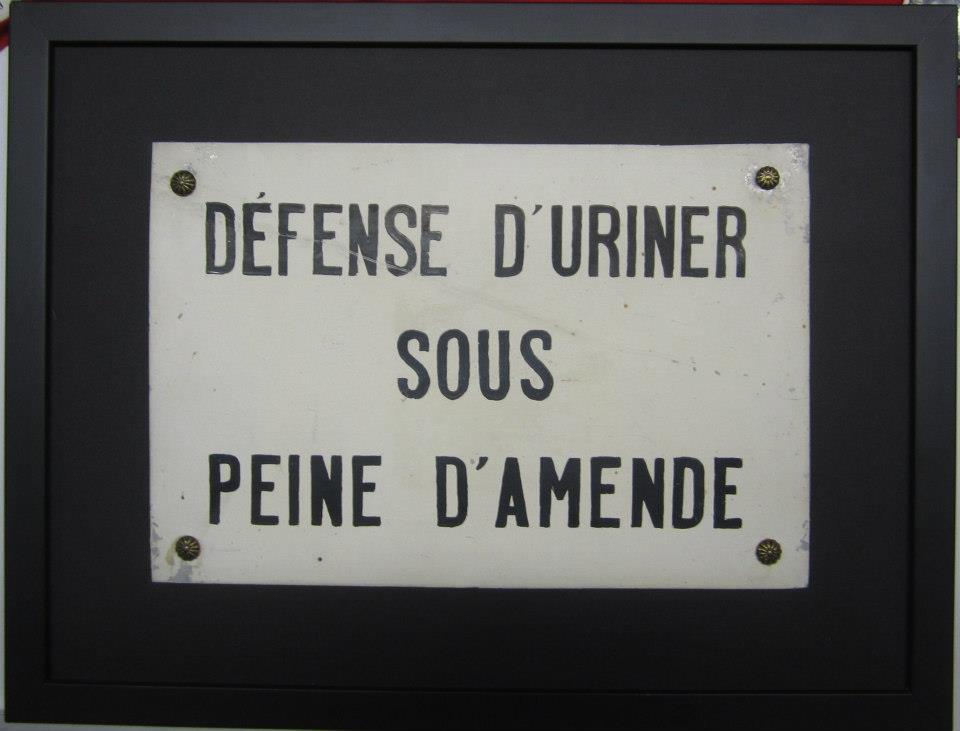 DÉFENSE D'URINER
SOUS
PEINE D'AMENDE